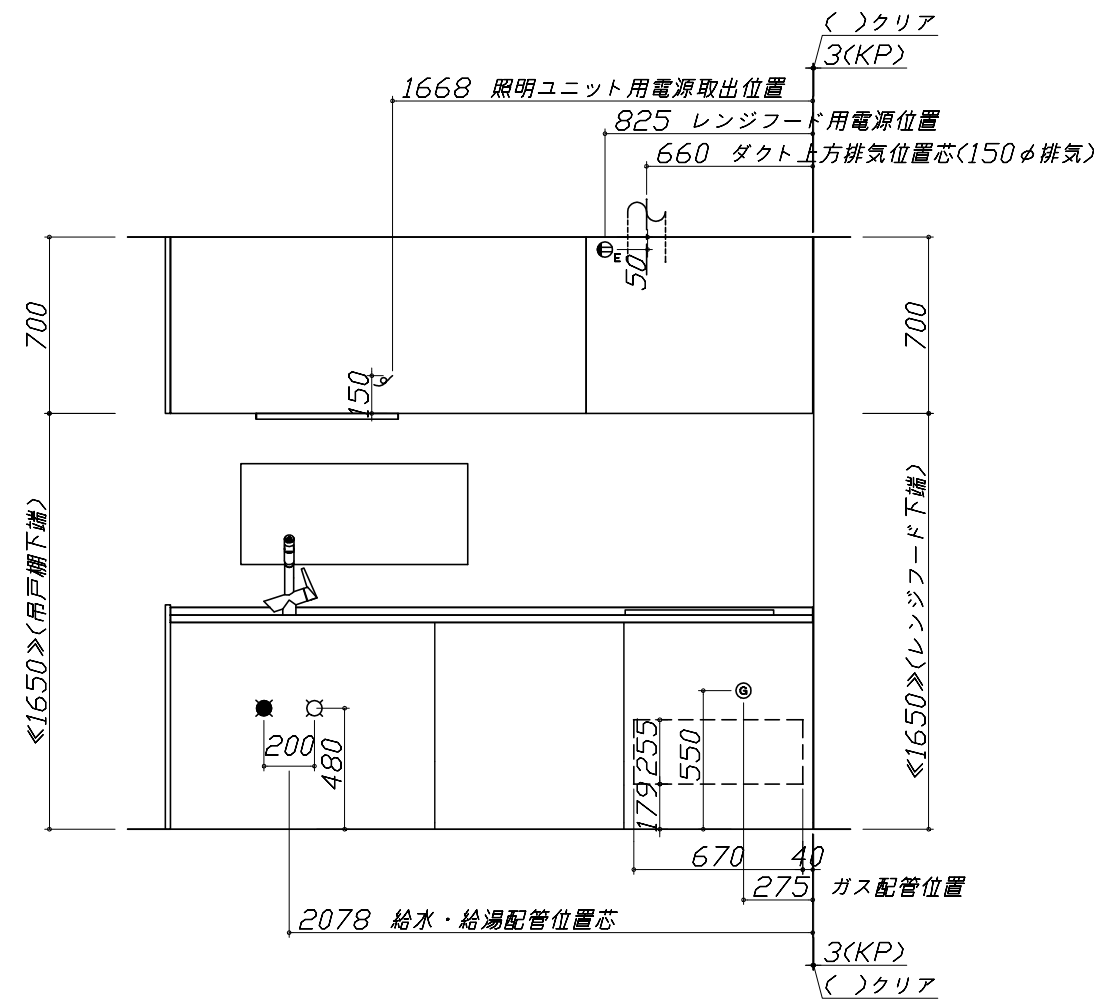 ( )クリア
3(KP)
1668 照明ユニット用電源取出位置
825 レンジフード用電源位置
660 ダクト上方排気位置芯(150φ排気)
E
50
700
700
150
≪1650≫(吊戸棚下端)
≪1650≫(レンジフード下端)
G
200
480
550
255
179
670
40
275 ガス配管位置
2078 給水・給湯配管位置芯
3(KP)
( )クリア